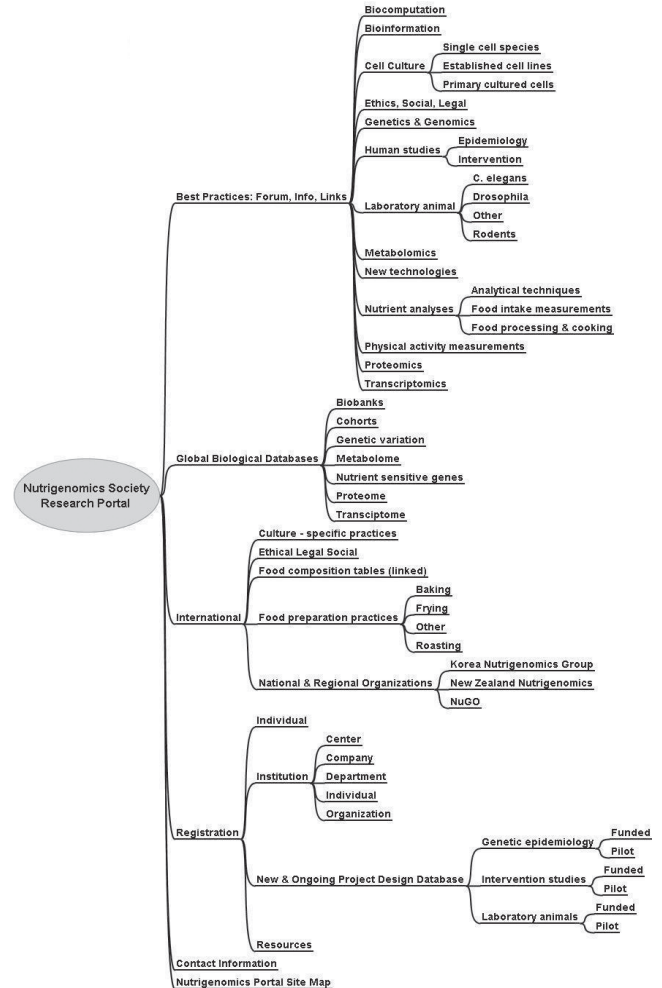 Nutrigenomics Society
Research Portal
Best Practices: Forum, Info, Links
Biocomputation
Bioinformation
Cell Culture
Single cell species
Established cell lines
Primary cultured cells
Ethics, Social, Legal
Genetics & Genomics
Human studies
Epidemiology
Intervention
Laboratory animal
C. elegans
Drosophila
Other
Rodents
Metabolomics
New technologies
Nutrient analyses
Analytical techniques
Food intake measurements
Food processing & cooking
Physical activity measurements
Proteomics
Transcriptomics
Global Biological Databases
Biobanks
Cohorts
Genetic variation
Metabolome
Nutrient sensitive genes
Proteome
Transciptome
International
Culture - specific practices
Ethical Legal Social
Food composition tables (linked)
Food preparation practices
Baking
Frying
Other
Roasting
National & Regional Organizations
Korea Nutrigenomics Group
New Zealand Nutrigenomics
NuGO
Registration
Individual
Institution
Center
Company
Department
Individual
Organization
New & Ongoing Project Design Database
Genetic epidemiology
Funded
Pilot
Intervention studies
Funded
Pilot
Laboratory animals
Funded
Pilot
Resources
Contact Information
Nutrigenomics Portal Site Map